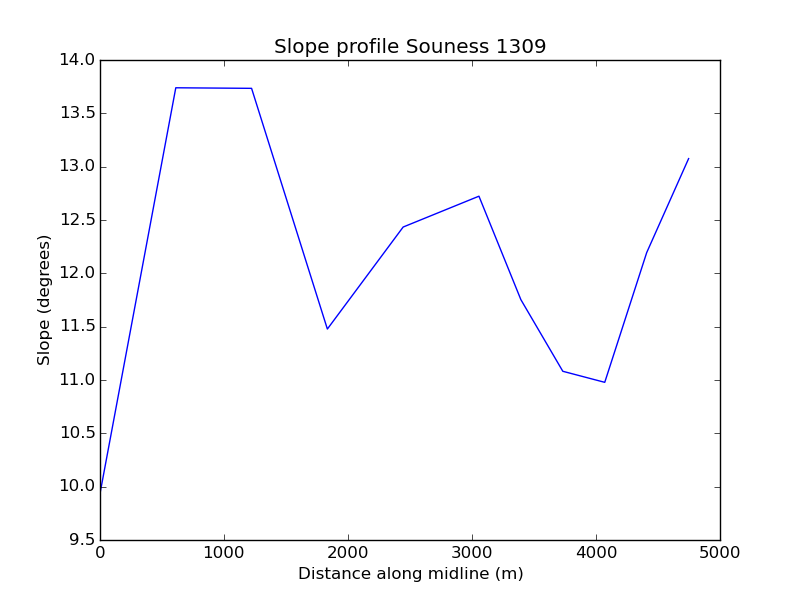 Slope profile Souness 1309
14.0
13.5
13.0
12.5
12.0
11.5
11.0
10.5
10.0
9.5
Slope (degrees)
0 1000 2000 3000 4000 5000
Distance along midline (m)